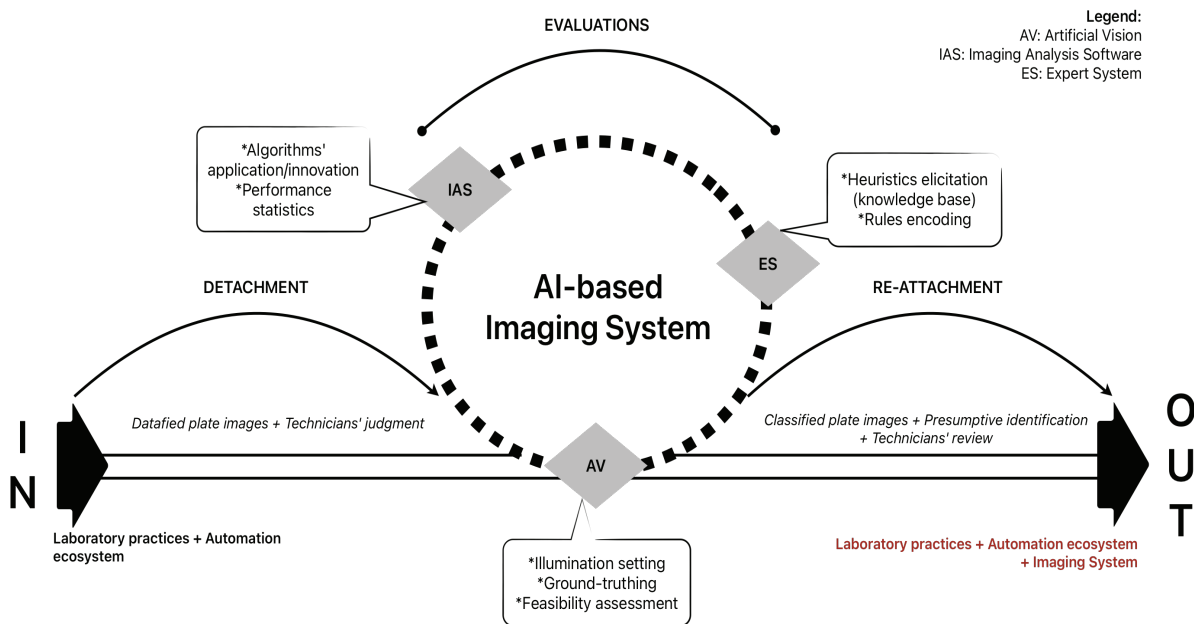 EVALUATIONS
Legend:
AV: Artificial Vision
IAS: Imaging Analysis Software
ES: Expert System
*Algorithms'
application/innovation
*Performance
statistics
IAS
*Heuristics elicitation
(knowledge base)
*Rules encoding
ES
DETACHMENT
AI-based
Imaging System
RE-ATTACHMENT
IN
Datafied plate images + Technicians' judgment
Classified plate images + Presumptive identification
+ Technicians' review
OUT
AV
Laboratory practices + Automation
ecosystem
Laboratory practices + Automation ecosystem
+ Imaging System
*Illumination setting
*Ground-truthing
*Feasibility assessment